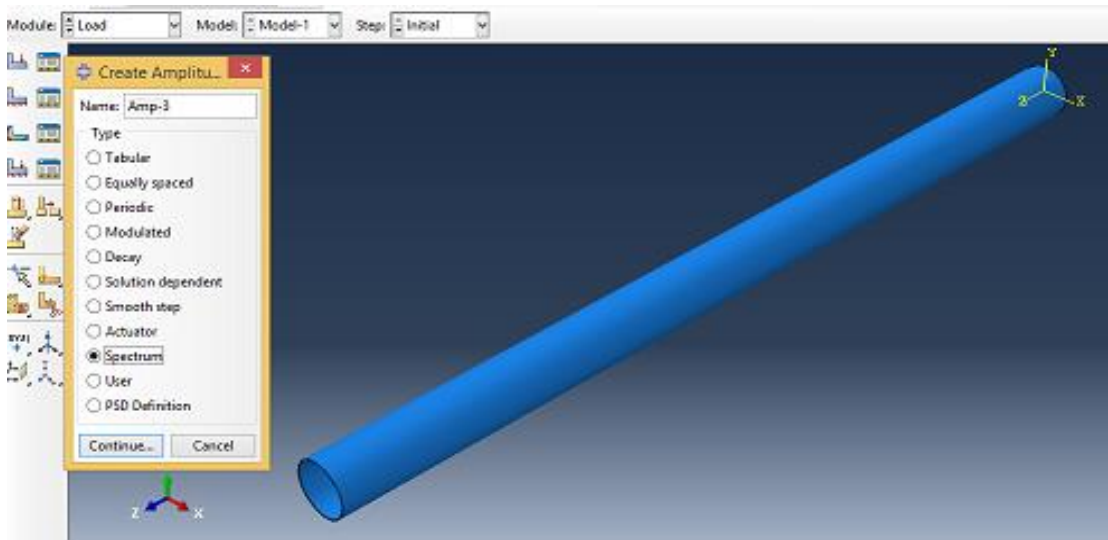 Module: Load Model: Model-1 Step: Initial
Create Amplitu...
Name: Amp-3
Type
Tabular
Equally spaced
Periodic
Modulated
Decay
Solution dependent
Smooth step
Actuator
Spectrum
User
PSD Definition
Continue... Cancel
Y
Z X
Z X